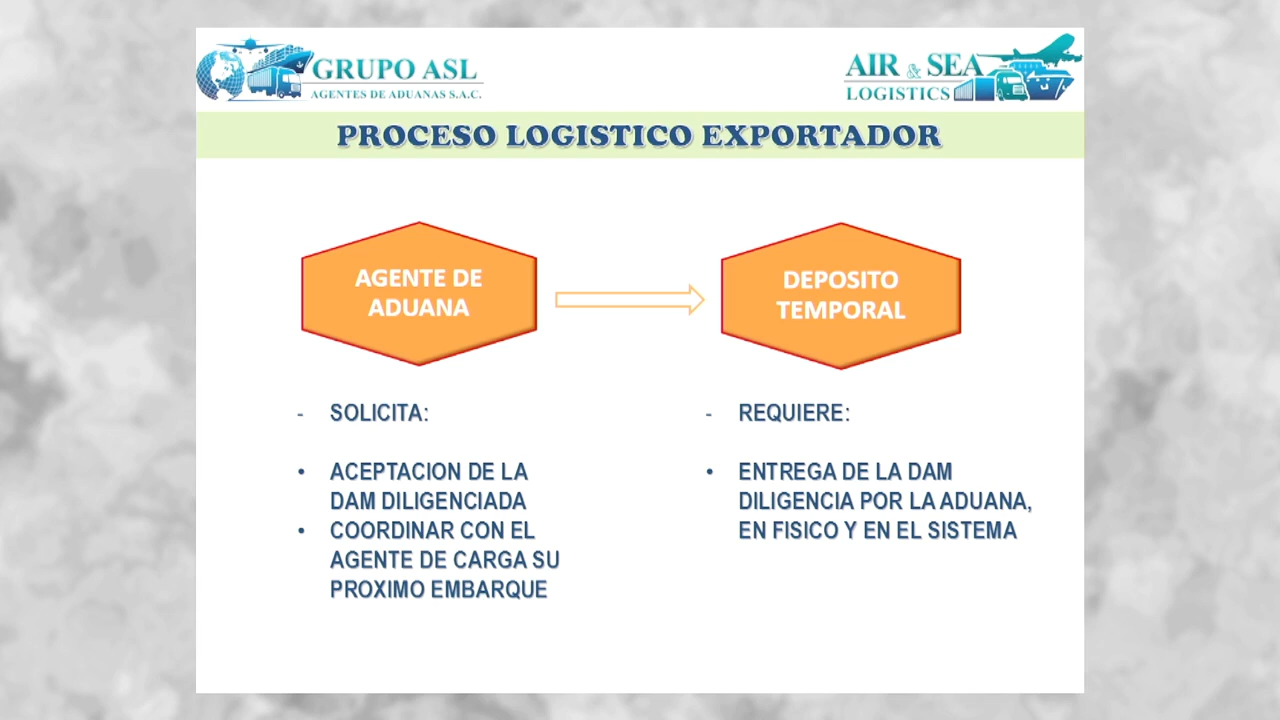 GRUPO ASL
AGENTES DE ADUANAS S.A.C.
AIR & SEA
LOGISTICS
PROCESO LOGISTICO EXPORTADOR
AGENTE DE
ADUANA
DEPOSITO
TEMPORAL
- SOLICITA:
• ACEPTACION DE LA
DAM DILIGENCIADA
• COORDINAR CON EL
AGENTE DE CARGA SU
PROXIMO EMBARQUE
- REQUIERE:
• ENTREGA DE LA DAM
DILIGENCIA POR LA ADUANA,
EN FISICO Y EN EL SISTEMA